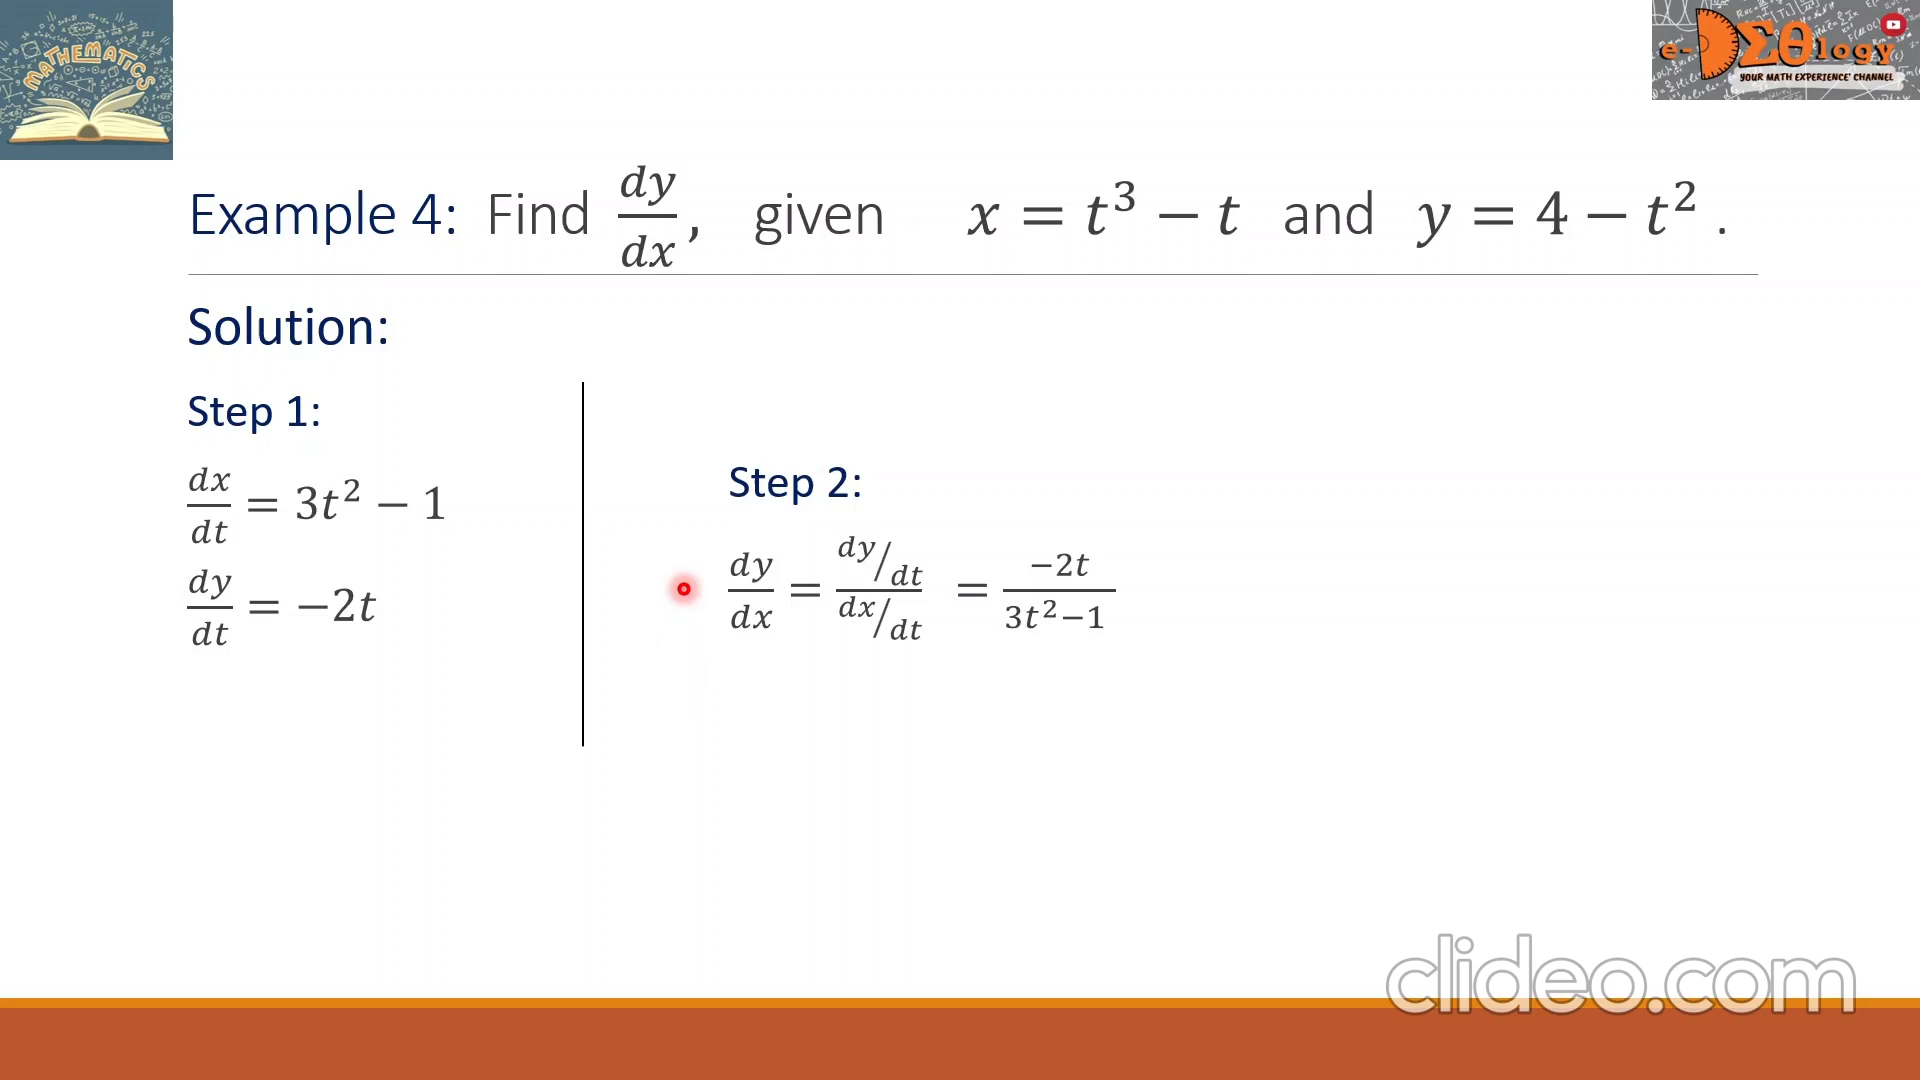 MATHEMATICS
e-DΣθlogy
YOUR MATH EXPERIENCE' CHANNEL
Example 4: Find dy/dx, given x = t³ − t and y = 4 − t² .
Solution:
Step 1:
dx/dt = 3t² − 1
dy/dt = −2t
Step 2:
dy/dx = (dy/dt)/(dx/dt) = −2t/(3t²−1)
clideo.com